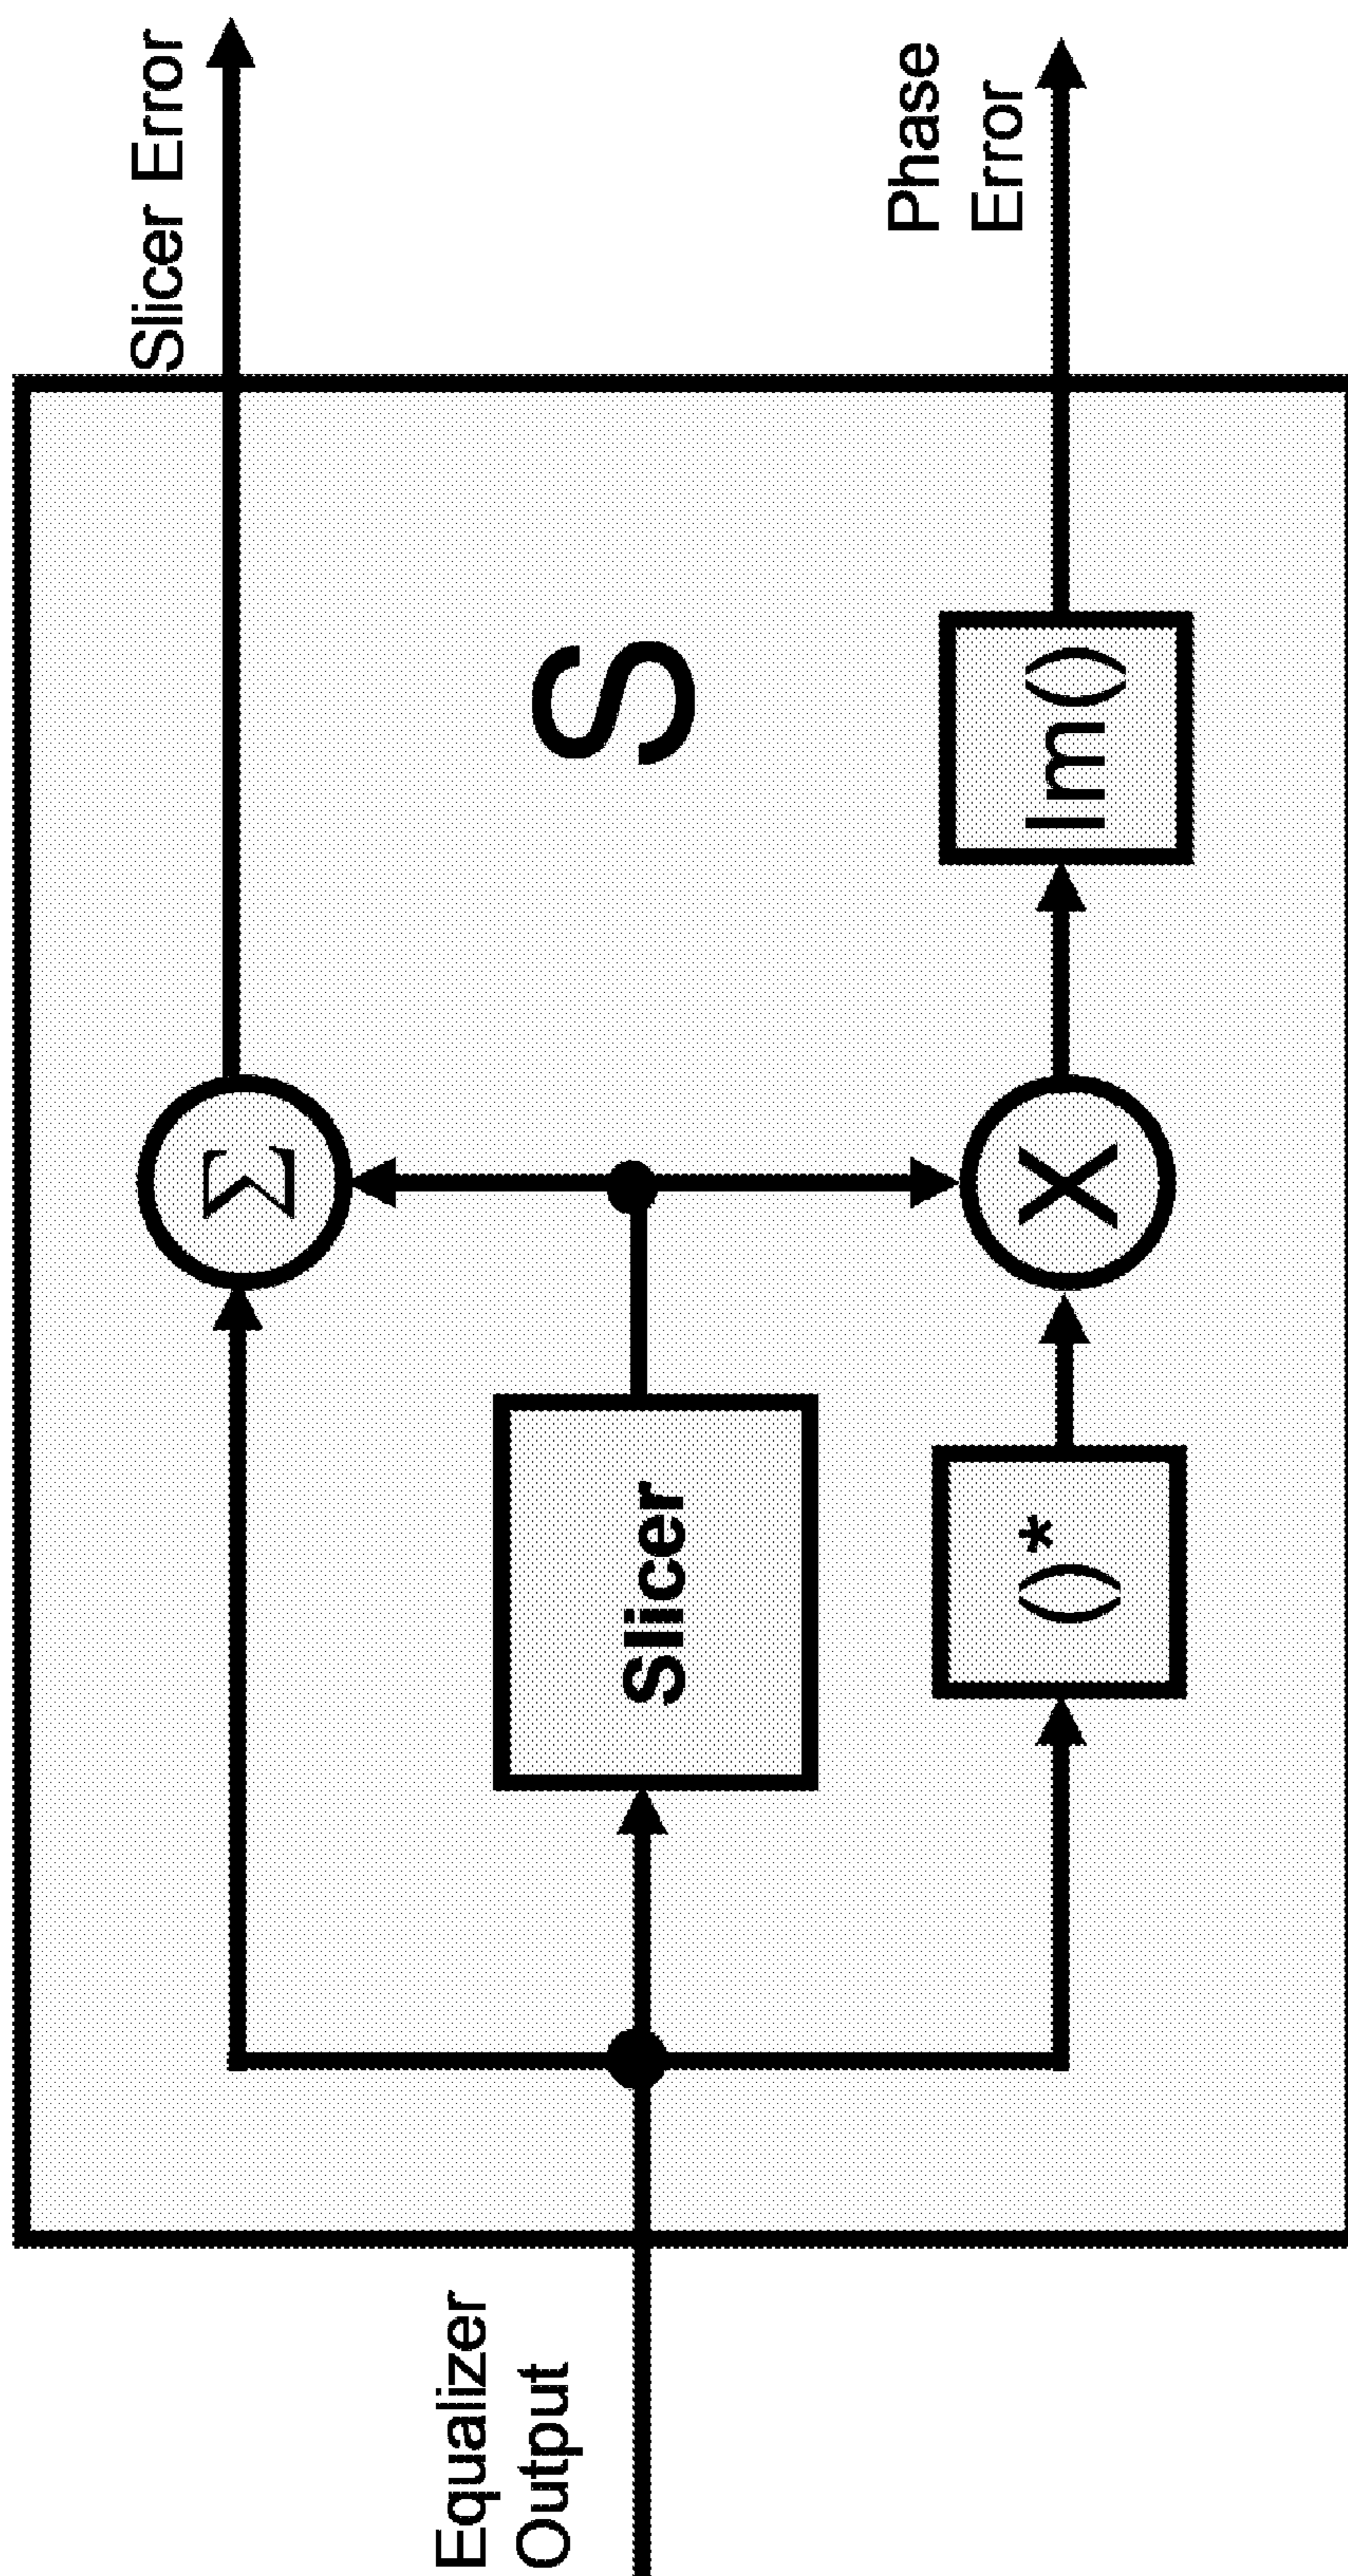 Slicer Error
Σ
S
Equalizer
Output
Slicer
Phase
Error
()*
X
Im()